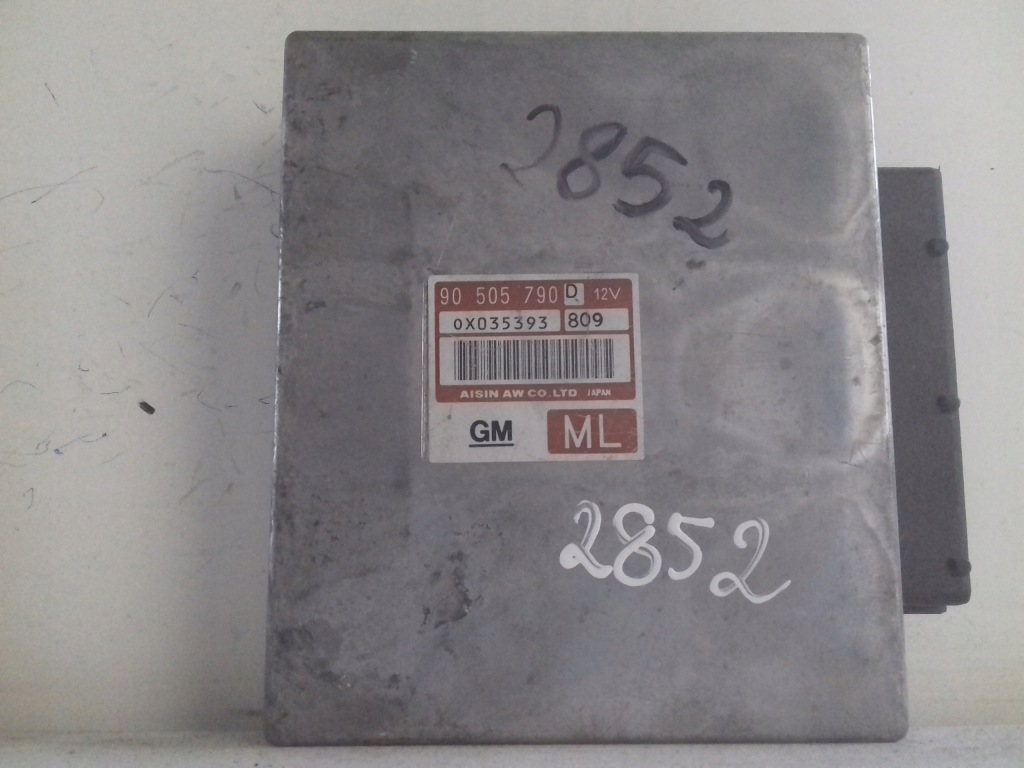 2852
90 505 790 D 12V
0X035393 809
AISIN AW CO.LTD JAPAN
GM ML
2852